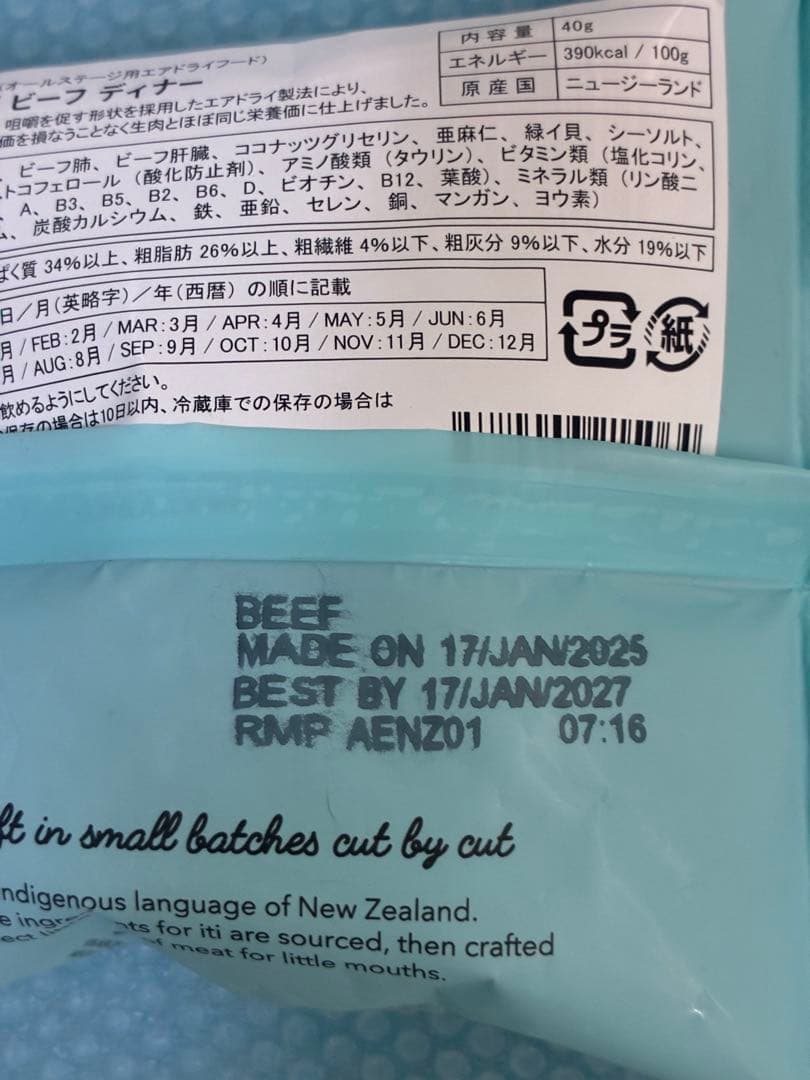 オールステージ用エアドライフード）
ビーフ ディナー
咀嚼を促す形状を採用したエアドライ製法により、
価を損なうことなく生肉とほぼ同じ栄養価に仕上げました。
内容量 40g
エネルギー 390kcal / 100g
原産国 ニュージーランド
ビーフ肺、ビーフ肝臓、ココナッツグリセリン、亜麻仁、緑イ貝、シーソルト、
トコフェロール（酸化防止剤）、アミノ酸類（タウリン）、ビタミン類（塩化コリン、
A、B3、B5、B2、B6、D、ビオチン、B12、葉酸）、ミネラル類（リン酸ニ
、炭酸カルシウム、鉄、亜鉛、セレン、銅、マンガン、ヨウ素）
ぱく質 34%以上、粗脂肪 26%以上、粗繊維 4%以下、粗灰分 9%以下、水分 19%以下
日／月（英略字）／年（西暦）の順に記載
月 / FEB:2月 / MAR:3月 / APR:4月 / MAY:5月 / JUN:6月
月 / AUG:8月 / SEP:9月 / OCT:10月 / NOV:11月 / DEC:12月
プラ
紙
飲めるようにしてください。
保存の場合は10日以内、冷蔵庫での保存の場合は
BEEF
MADE ON 17/JAN/2025
BEST BY 17/JAN/2027
RMP AENZ01 07:16
ft in small batches cut by cut
ndigenous language of New Zealand.
nts for iti are sourced, then crafted
of meat for little mouths.